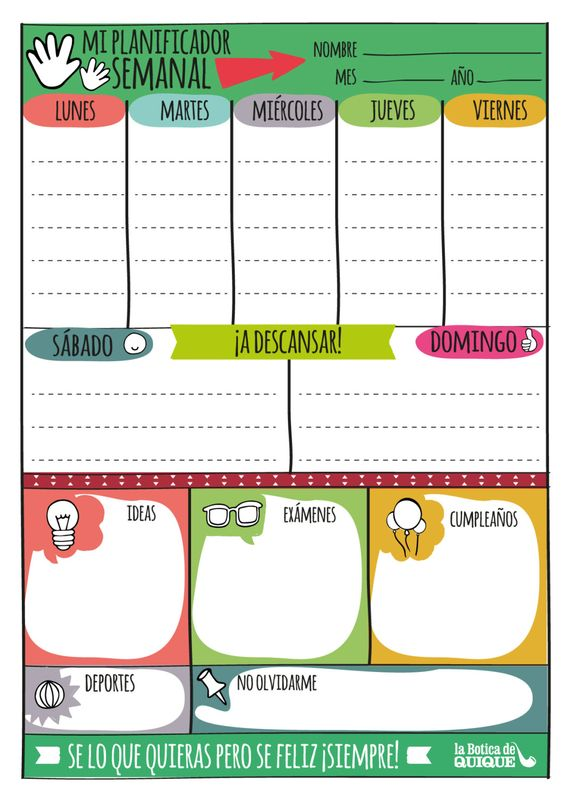 MI PLANIFICADOR
SEMANAL
NOMBRE
MES AÑO
LUNES MARTES MIÉRCOLES JUEVES VIERNES
SÁBADO ¡A DESCANSAR! DOMINGO
IDEAS EXÁMENES CUMPLEAÑOS
DEPORTES NO OLVIDARME
SE LO QUE QUIERAS PERO SE FELIZ ¡SIEMPRE!
la Botica de
QUIQUE